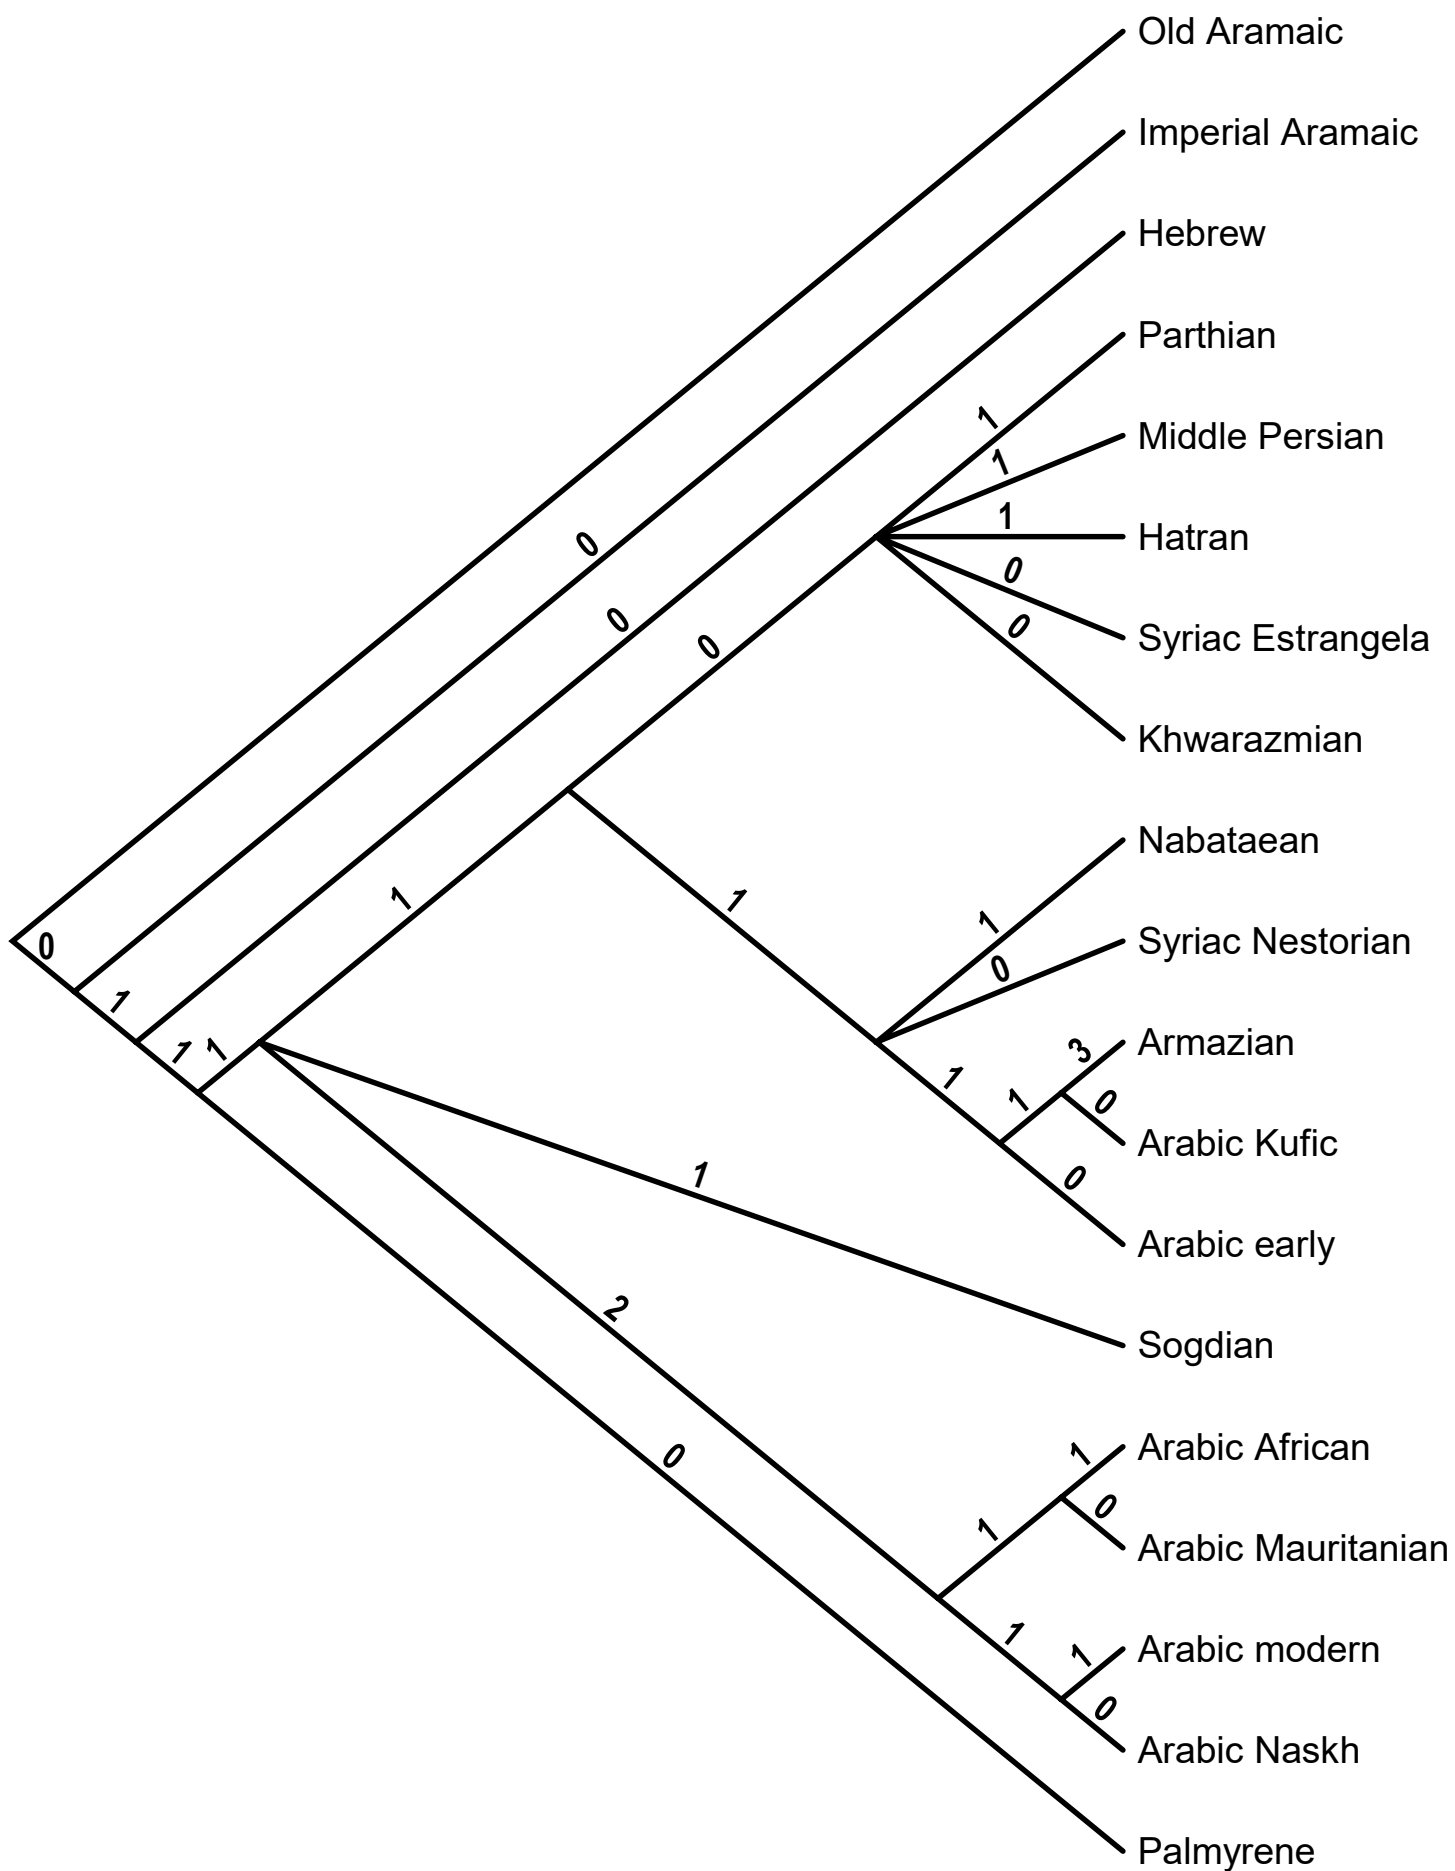 Old Aramaic
Imperial Aramaic
Hebrew
Parthian
1
Middle Persian
1
1
Hatran
0
0
0
Syriac Estrangela
0
0
0
Khwarazmian
Nabataean
1
1
1
Syriac Nestorian
0
0
1
Armazian
3
1
1
1
1
0
Arabic Kufic
0
1
Arabic early
2
Sogdian
Arabic African
1
0
0
1
Arabic Mauritanian
1
1
Arabic modern
0
Arabic Naskh
Palmyrene